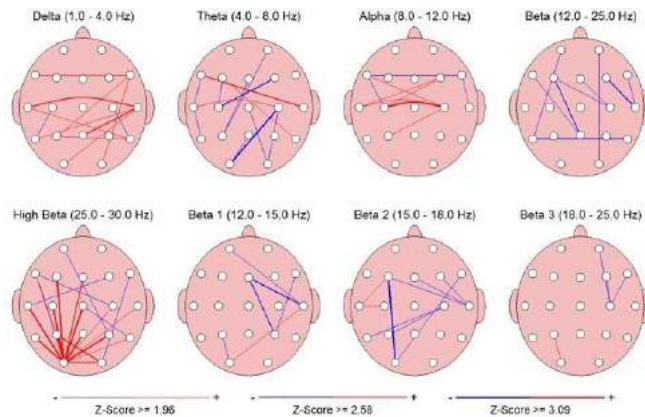 Delta (1.0 - 4.0 Hz) Theta (4.0 - 8.0 Hz) Alpha (8.0 - 12.0 Hz) Beta (12.0 - 25.0 Hz)
High Beta (25.0 - 30.0 Hz) Beta 1 (12.0 - 15.0 Hz) Beta 2 (15.0 - 18.0 Hz) Beta 3 (18.0 - 25.0 Hz)
- + - + - +
Z-Score >= 1.96 Z-Score >= 2.58 Z-Score >= 3.09